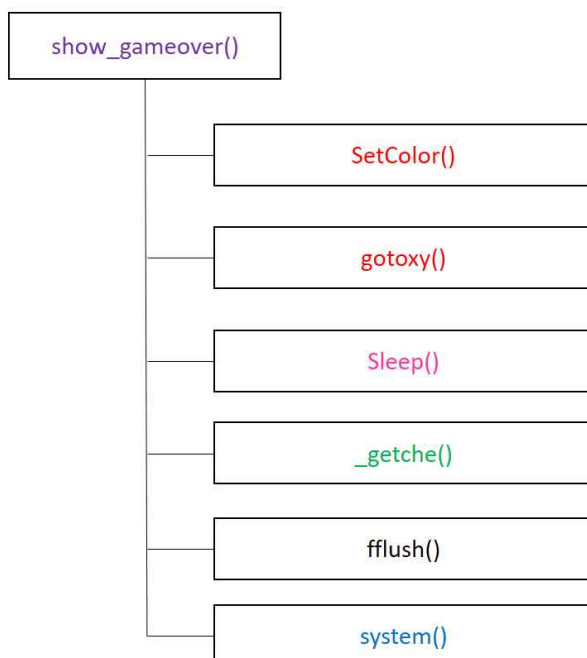 show_gameover()
SetColor()
gotoxy()
Sleep()
_getche()
fflush()
system()